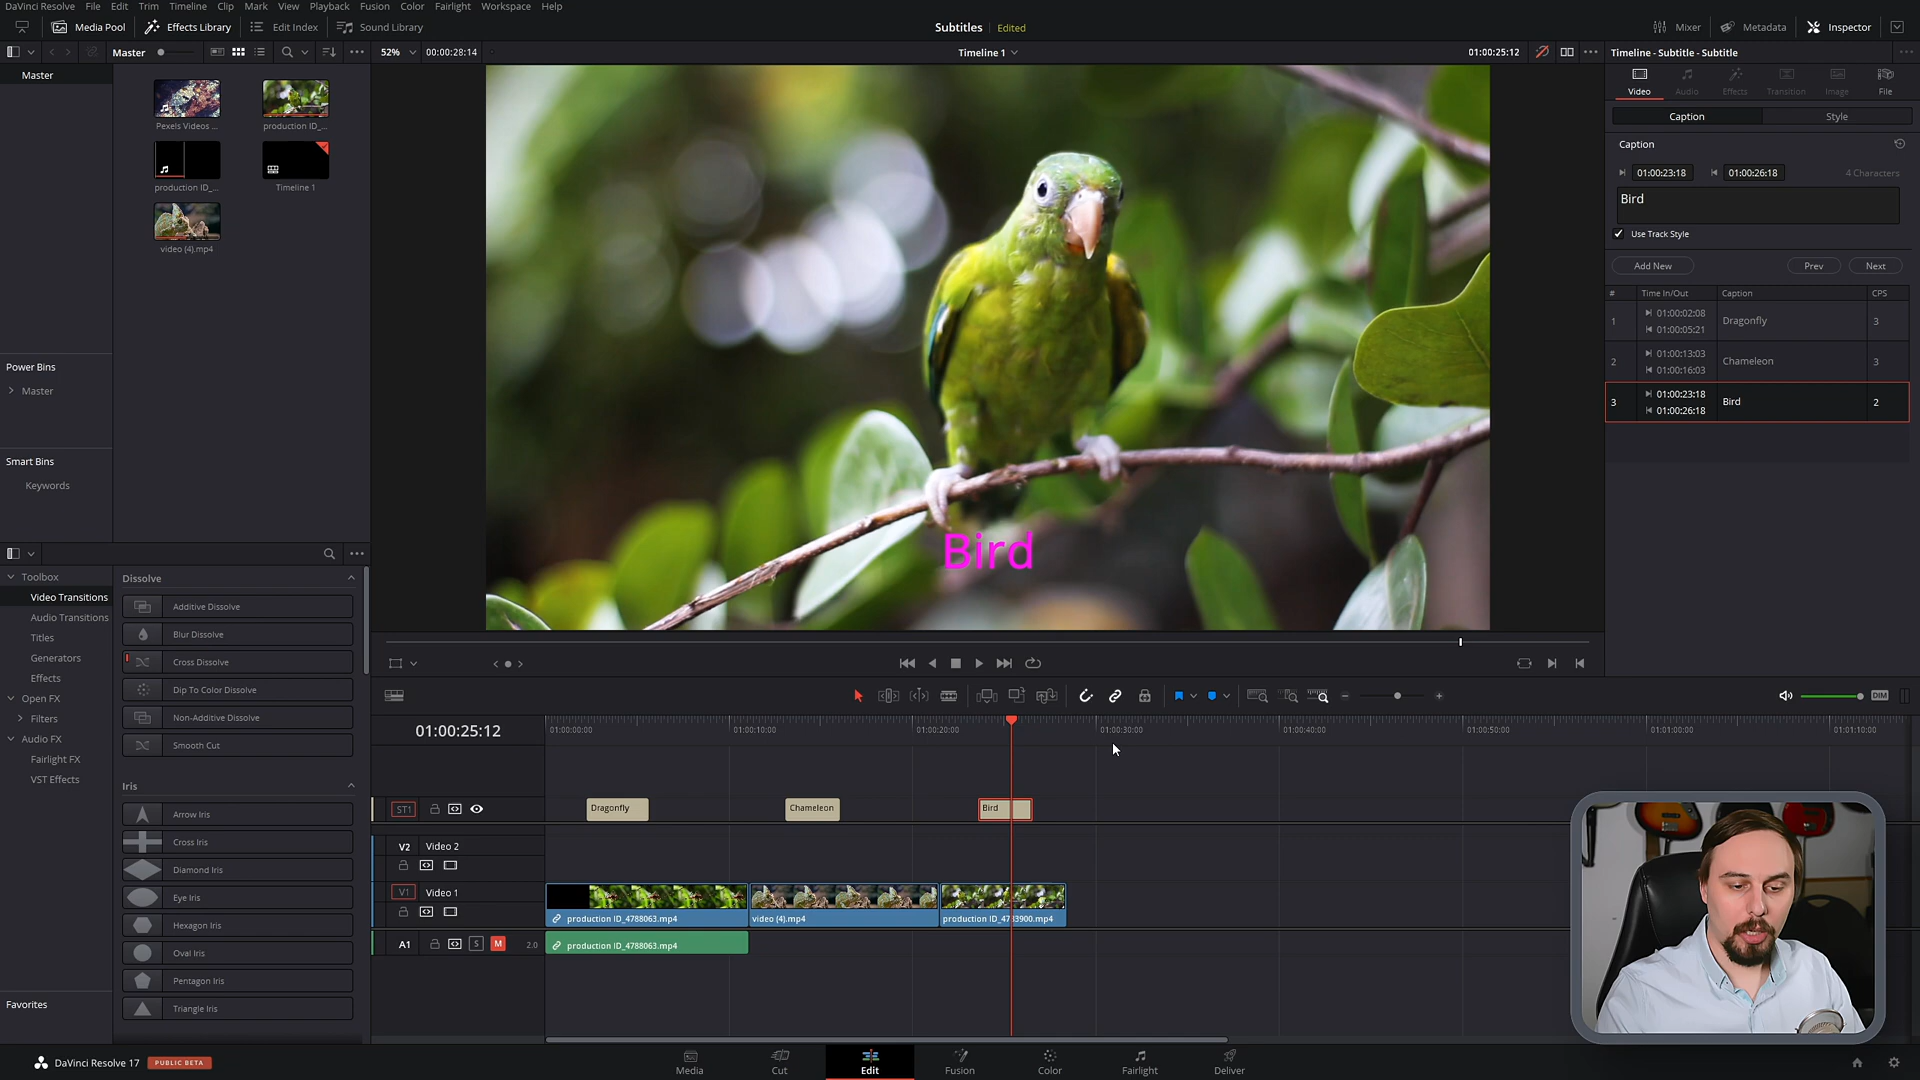 DaVinci Resolve File Edit Trim Timeline Clip Mark View Playback Fusion Color Fairlight Workspace Help
Media Pool Effects Library Edit Index Sound Library
Subtitles Edited
Mixer Metadata Inspector
Master
52% 00:00:28:14
Timeline 1
01:00:25:12
Timeline - Subtitle - Subtitle
Master
Pexels Videos ...
production ID_...
production ID_...
Timeline 1
video (4).mp4
Power Bins
Master
Smart Bins
Keywords
Video Audio Effects Transition Image File
Caption Style
Caption
01:00:23:18 01:00:26:18 4 Characters
Bird
Use Track Style
Add New Prev Next
# Time In/Out Caption CPS
1 01:00:02:08 Dragonfly 3
01:00:05:21
2 01:00:13:03 Chameleon 3
01:00:16:03
3 01:00:23:18 Bird 2
01:00:26:18
Bird
Toolbox
Video Transitions
Audio Transitions
Titles
Generators
Effects
Open FX
Filters
Audio FX
Fairlight FX
VST Effects
Favorites
Dissolve
Additive Dissolve
Blur Dissolve
Cross Dissolve
Dip To Color Dissolve
Non-Additive Dissolve
Smooth Cut
Iris
Arrow Iris
Cross Iris
Diamond Iris
Eye Iris
Hexagon Iris
Oval Iris
Pentagon Iris
Triangle Iris
DIM
01:00:25:12
01:00:00:00 01:00:10:00 01:00:20:00 01:00:30:00 01:00:40:00 01:00:50:00 01:01:00:00 01:01:10:00
ST1 Dragonfly Chameleon Bird
V2 Video 2
V1 Video 1
production ID_4788063.mp4 video (4).mp4
A1 S M 2.0 production ID_4788063.mp4
DaVinci Resolve 17 PUBLIC BETA
Media Cut Edit Fusion Color Fairlight Deliver